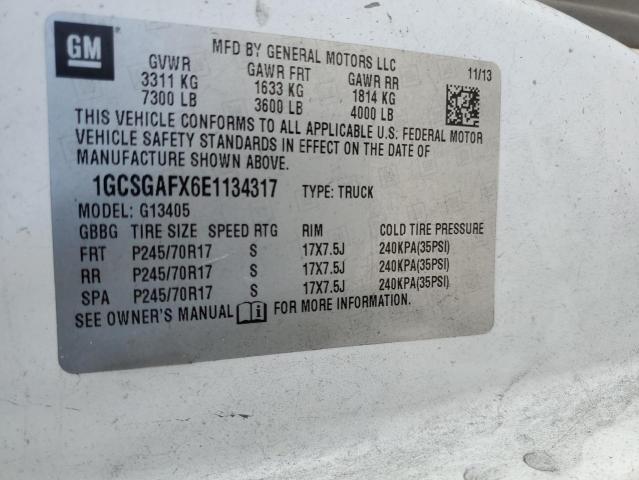 GM
MFD BY GENERAL MOTORS LLC
11/13
GVWR GAWR FRT GAWR RR
3311 KG 1633 KG 1814 KG
7300 LB 3600 LB 4000 LB
THIS VEHICLE CONFORMS TO ALL APPLICABLE U.S. FEDERAL MOTOR
VEHICLE SAFETY STANDARDS IN EFFECT ON THE DATE OF
MANUFACTURE SHOWN ABOVE.
1GCSGAFX6E1134317 TYPE: TRUCK
MODEL: G13405
GBBG TIRE SIZE SPEED RTG RIM COLD TIRE PRESSURE
FRT P245/70R17 S 17X7.5J 240KPA(35PSI)
RR P245/70R17 S 17X7.5J 240KPA(35PSI)
SPA P245/70R17 S 17X7.5J 240KPA(35PSI)
SEE OWNER'S MANUAL i FOR MORE INFORMATION.